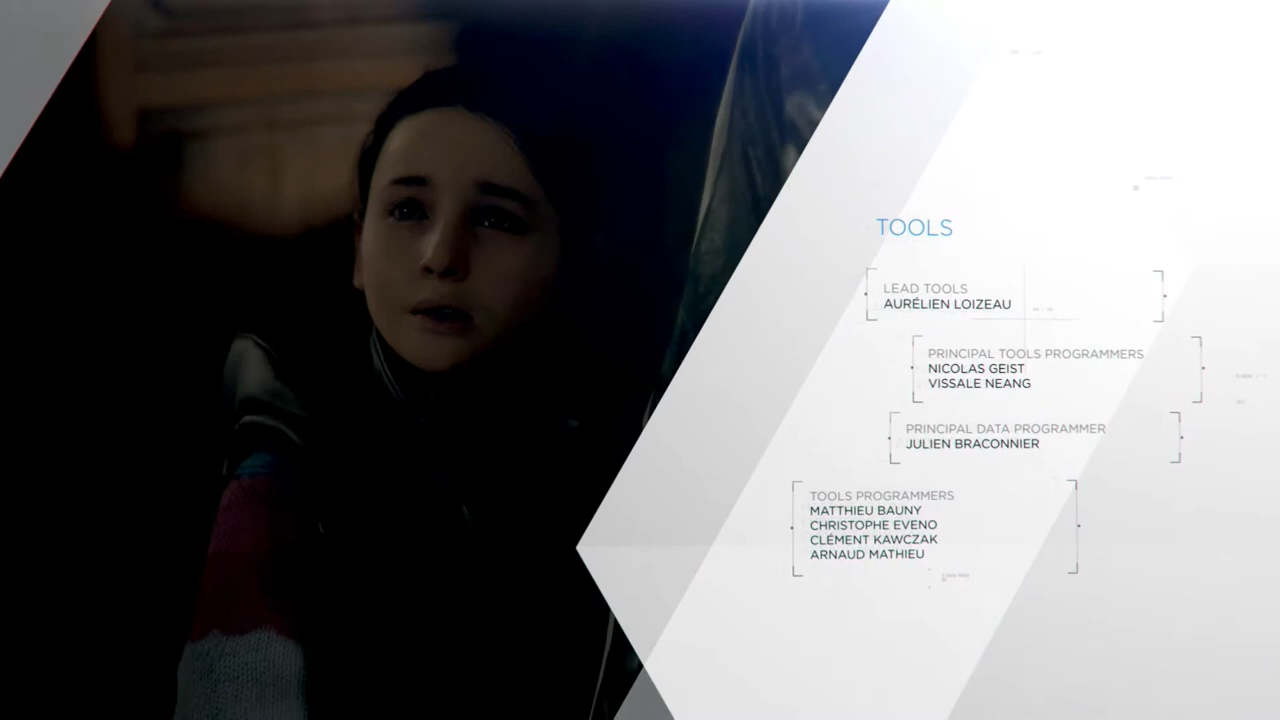 TOOLS
LEAD TOOLS
AURÉLIEN LOIZEAU
PRINCIPAL TOOLS PROGRAMMERS
NICOLAS GEIST
VISSALE NEANG
PRINCIPAL DATA PROGRAMMER
JULIEN BRACONNIER
TOOLS PROGRAMMERS
MATTHIEU BAUNY
CHRISTOPHE EVENO
CLÉMENT KAWCZAK
ARNAUD MATHIEU